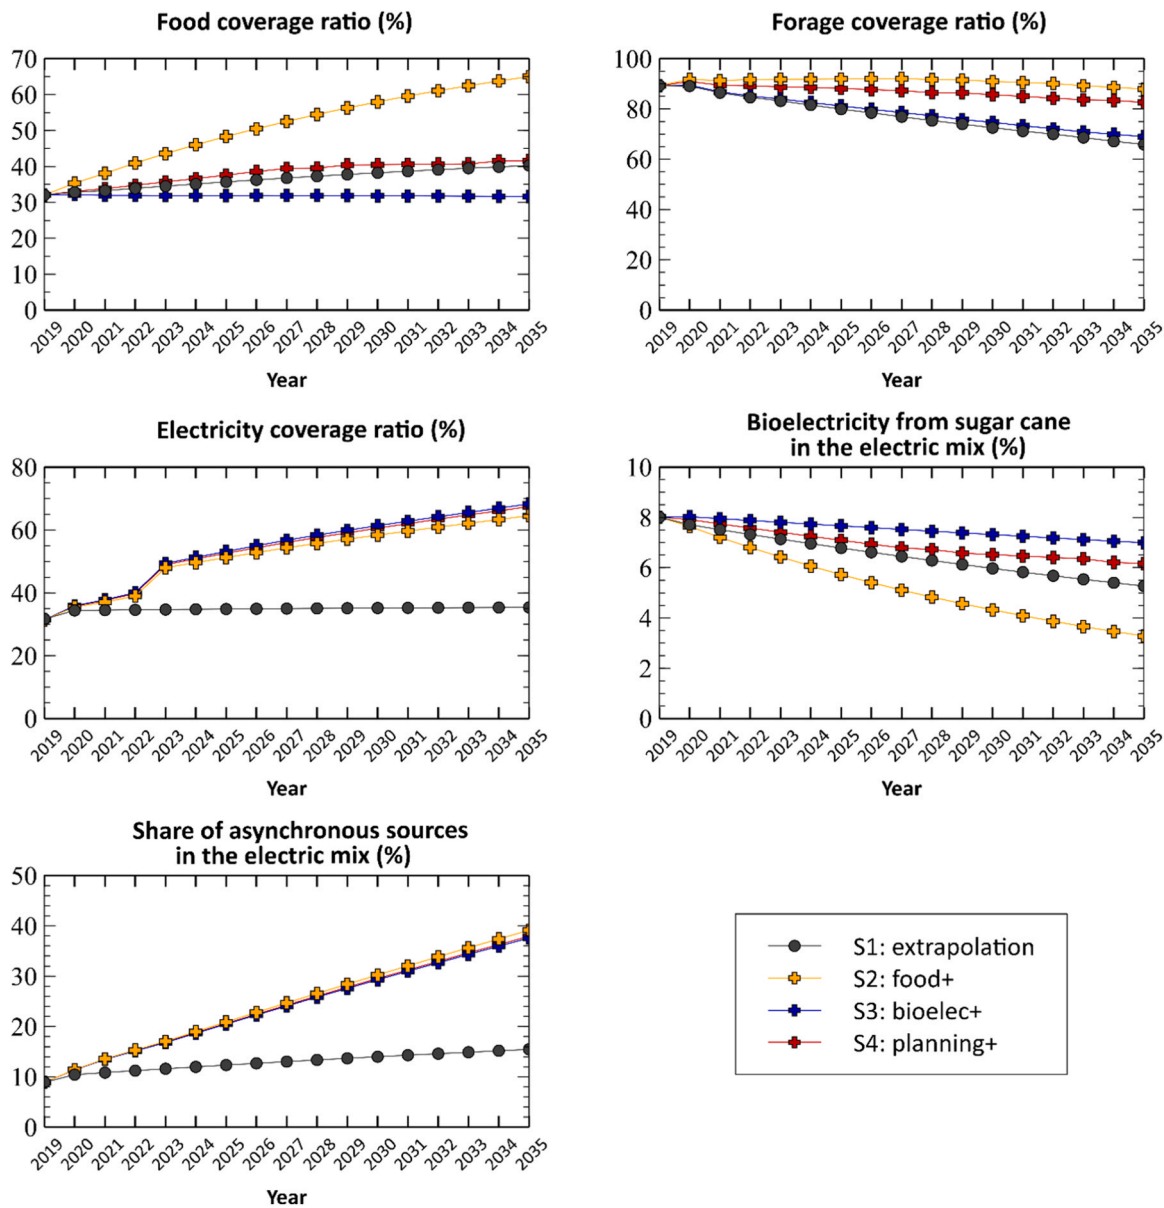 Food coverage ratio (%)
70
60
50
40
30
20
10
0
2019 2020 2021 2022 2023 2024 2025 2026 2027 2028 2029 2030 2031 2032 2033 2034 2035
Year
Forage coverage ratio (%)
100
80
60
40
20
0
2019 2020 2021 2022 2023 2024 2025 2026 2027 2028 2029 2030 2031 2032 2033 2034 2035
Year
Electricity coverage ratio (%)
80
60
40
20
0
2019 2020 2021 2022 2023 2024 2025 2026 2027 2028 2029 2030 2031 2032 2033 2034 2035
Year
Bioelectricity from sugar cane
in the electric mix (%)
10
8
6
4
2
0
2019 2020 2021 2022 2023 2024 2025 2026 2027 2028 2029 2030 2031 2032 2033 2034 2035
Year
Share of asynchronous sources
in the electric mix (%)
50
40
30
20
10
0
2019 2020 2021 2022 2023 2024 2025 2026 2027 2028 2029 2030 2031 2032 2033 2034 2035
Year
S1: extrapolation
S2: food+
S3: bioelec+
S4: planning+